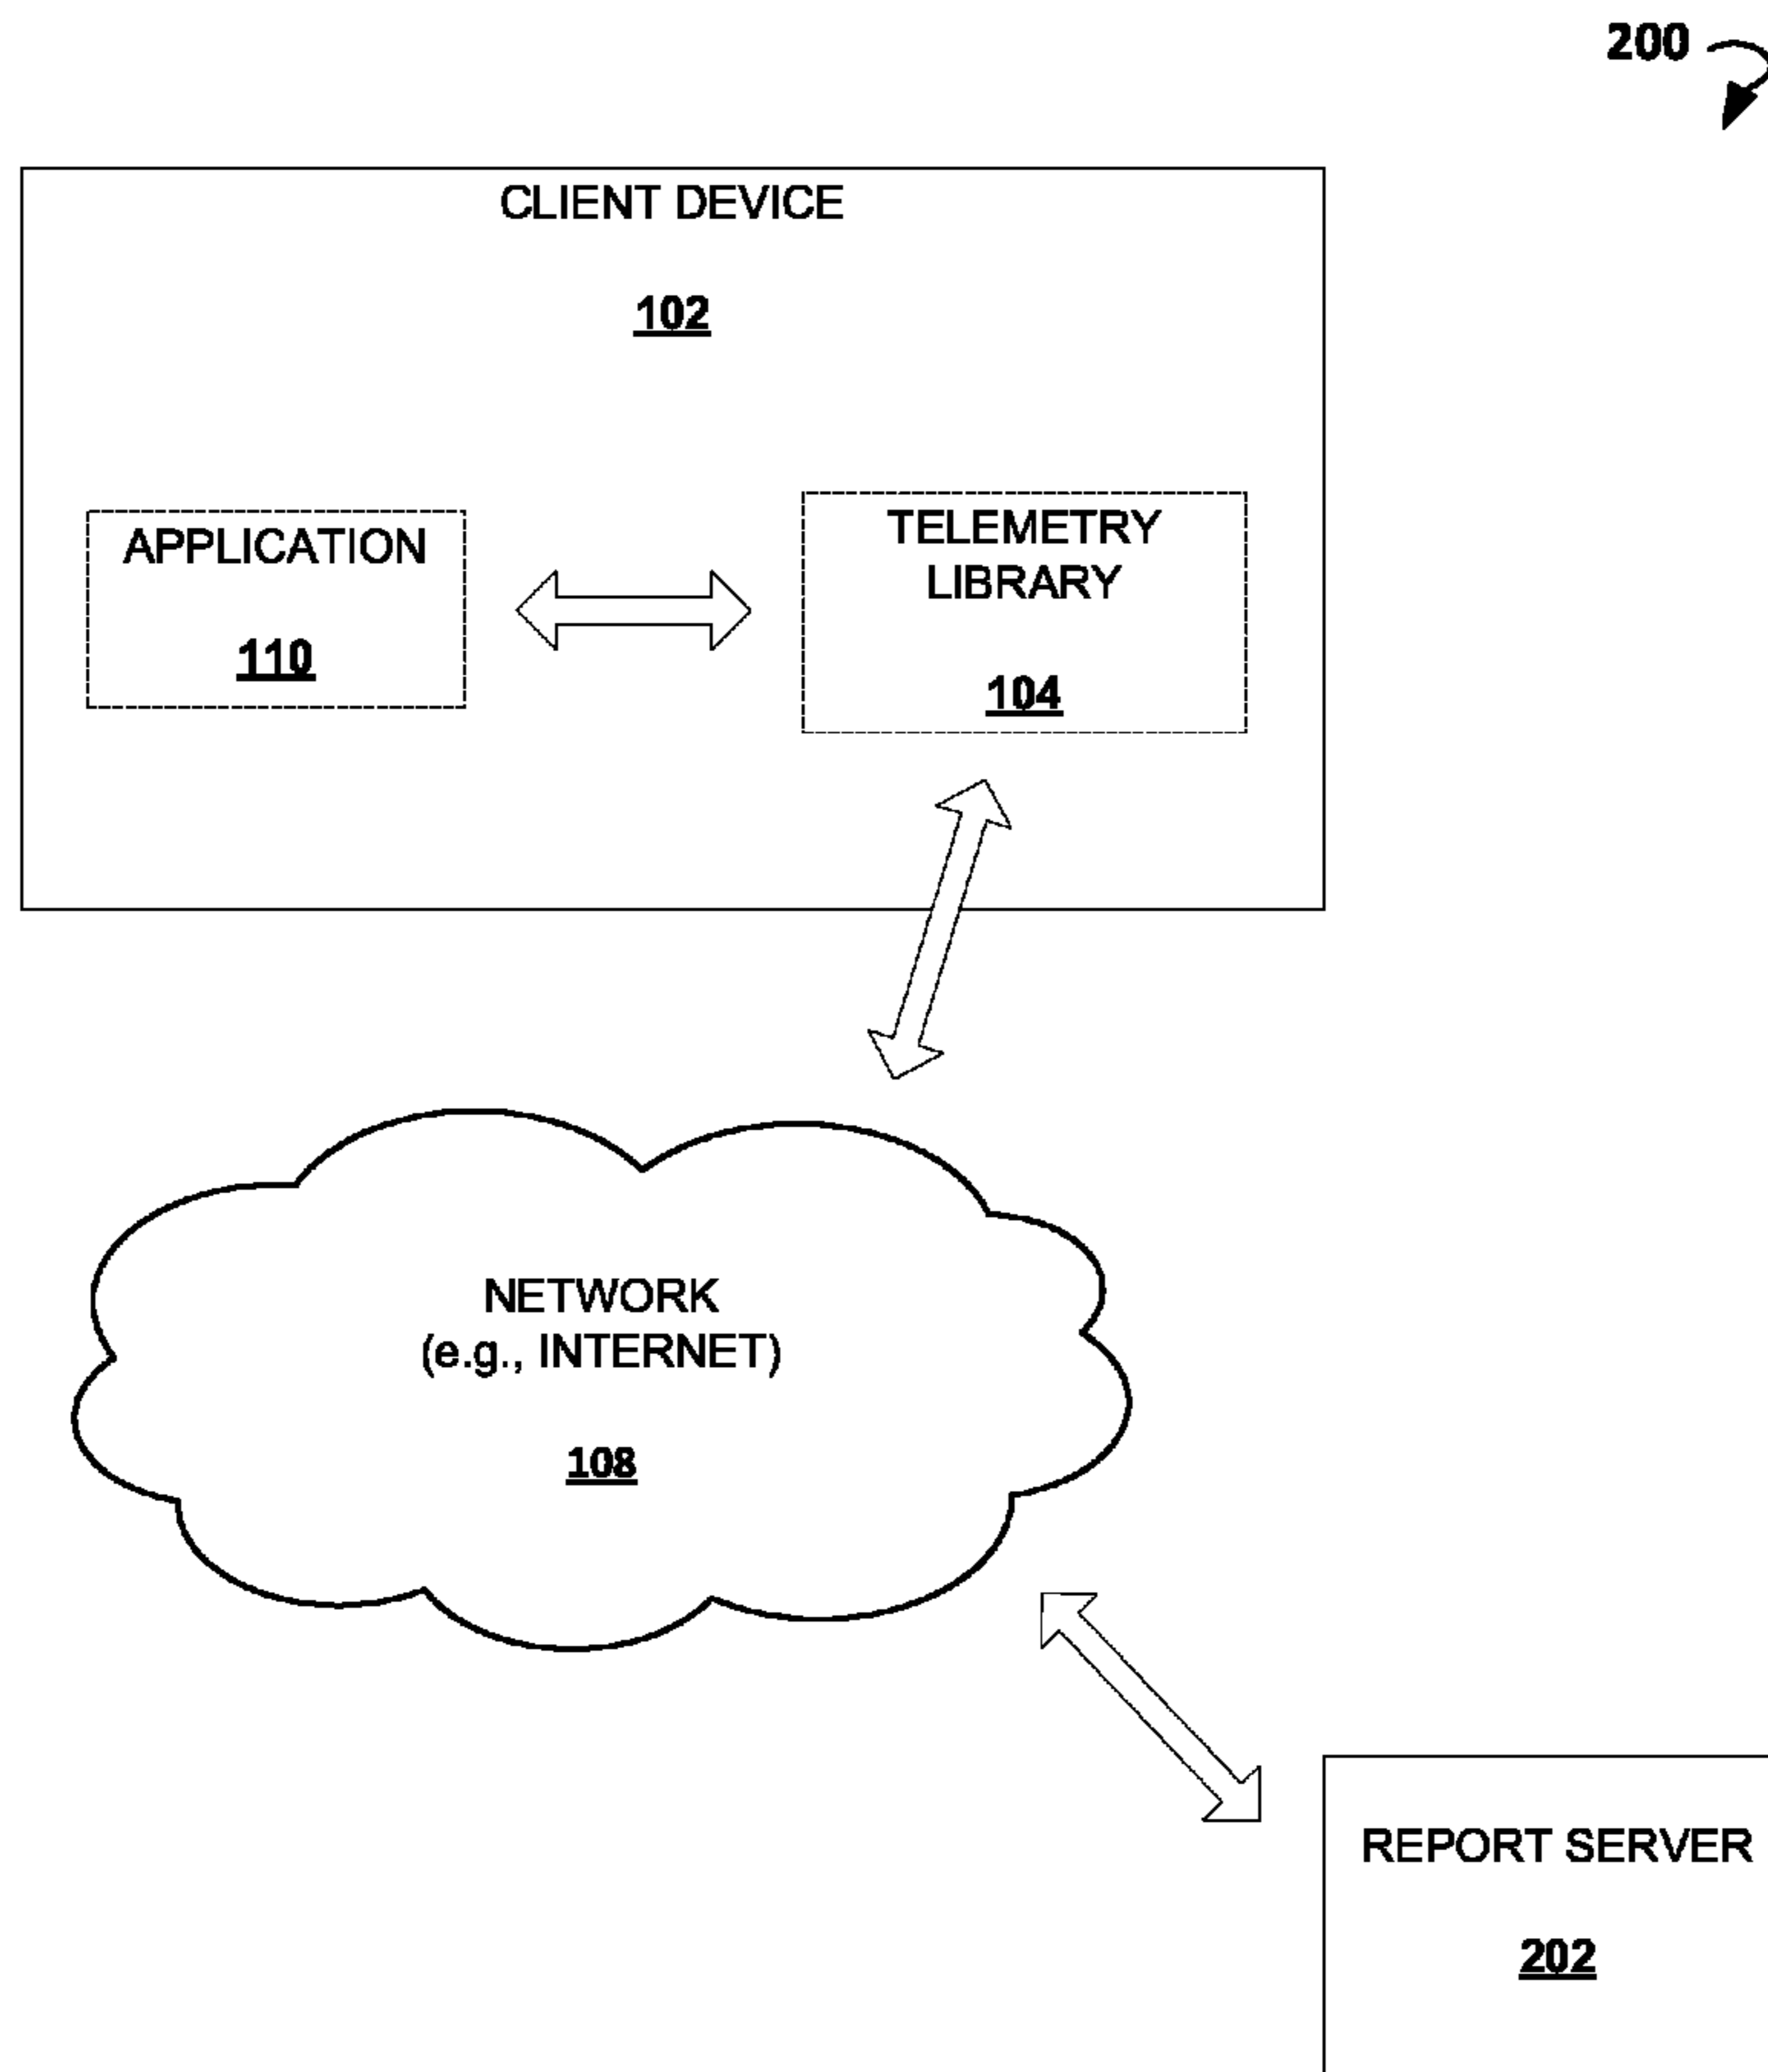 200
CLIENT DEVICE
102
APPLICATION
110
TELEMETRY
LIBRARY
104
NETWORK
(e.g., INTERNET)
108
REPORT SERVER
202